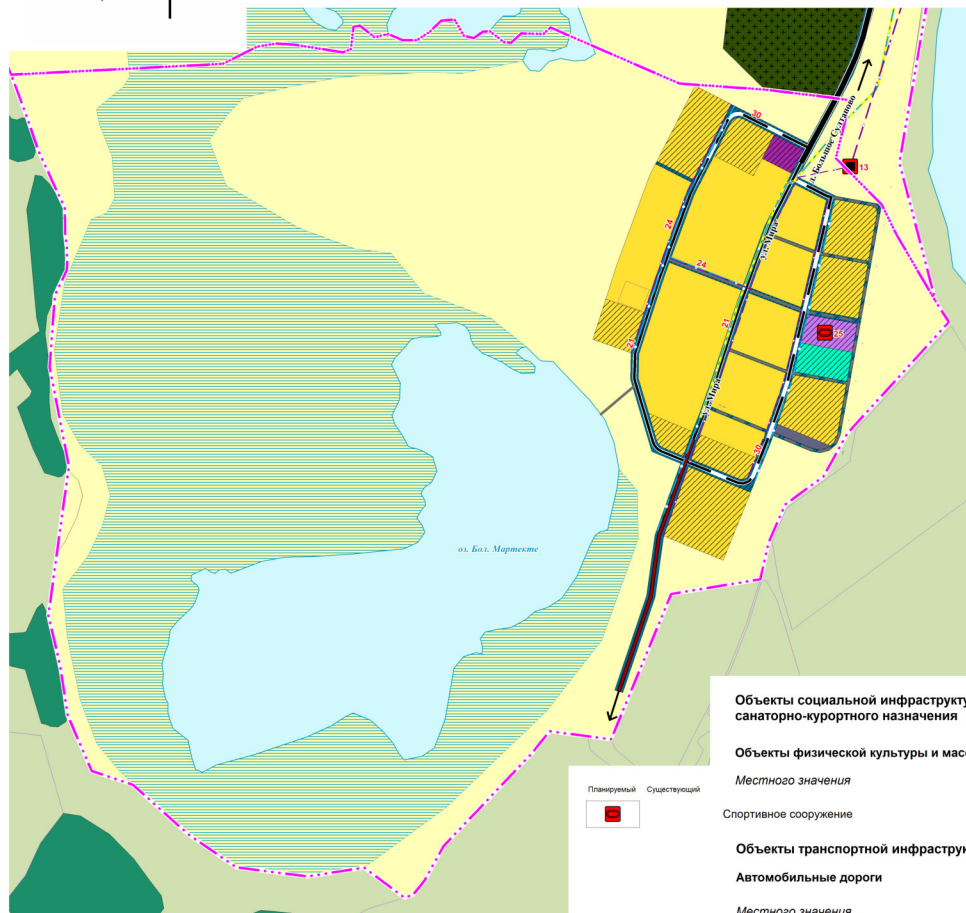 30
д. Большое Султаново
13
24
ул. Мира
24
25
21
21
ул. Мира
30
оз. Бол. Мартекте
Объекты социальной инфраструкту
санаторно-курортного назначения
Объекты физической культуры и масс
Местного значения
Планируемый Существующий
Спортивное сооружение
Объекты транспортной инфраструк
Автомобильные дороги
Местного значения